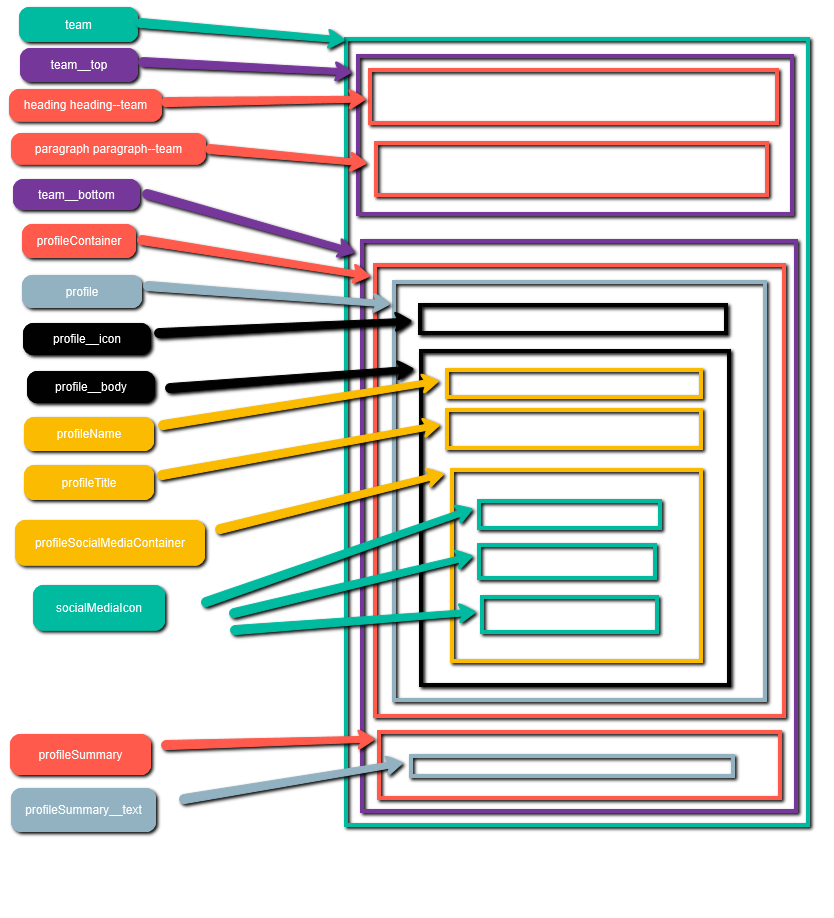 team
team__top
heading heading--team
paragraph paragraph--team
team__bottom
profileContainer
profile
profile__icon
profile__body
profileName
profileTitle
profileSocialMediaContainer
socialMediaIcon
profileSummary
profileSummary__text